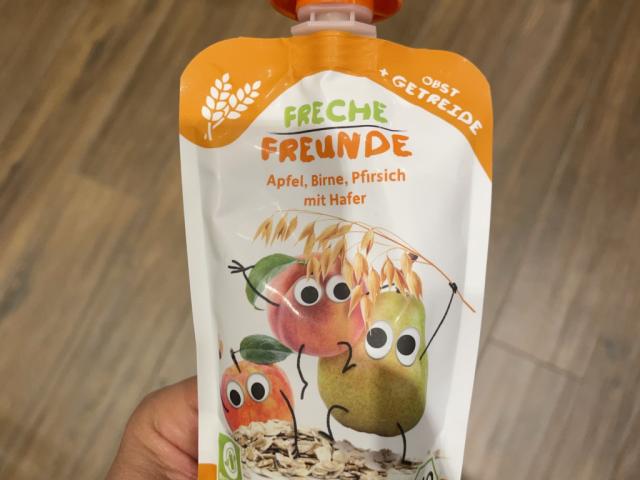 OBST
+ GETREIDE
FRECHE
FREUNDE
Apfel, Birne, Pfirsich
mit Hafer